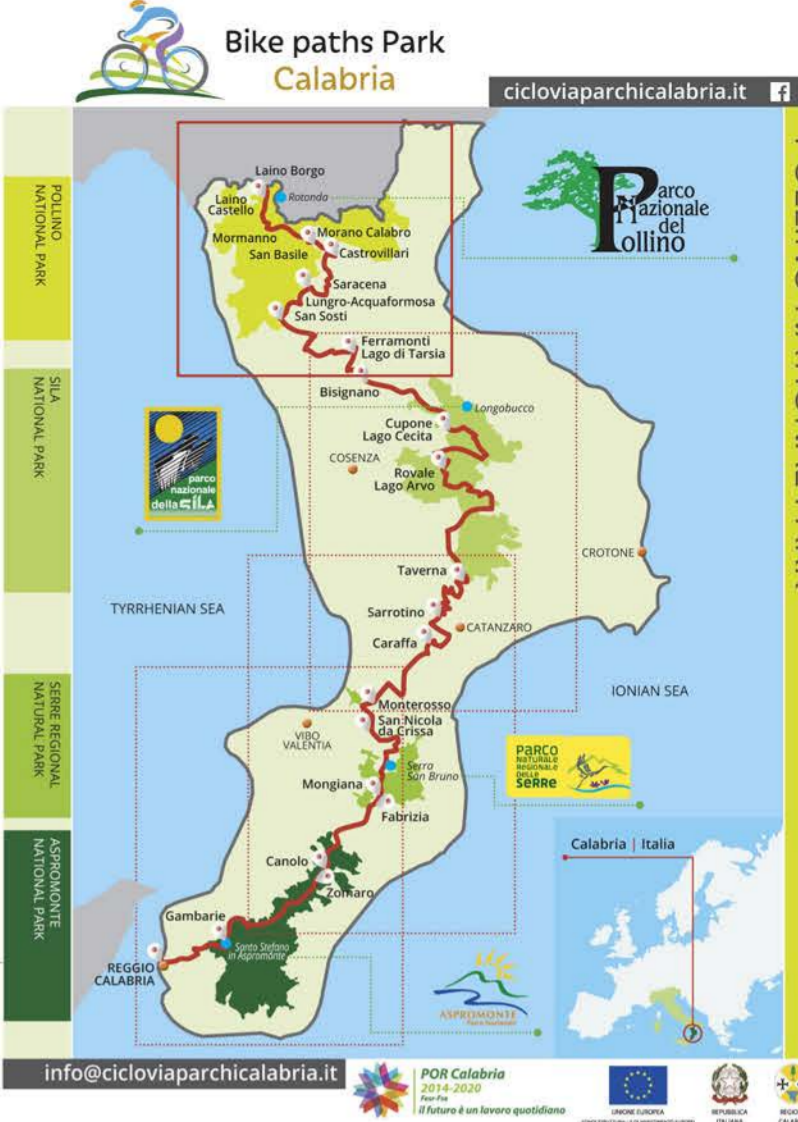 Bike paths Park
Calabria
cicloviaparchicalabria.it
POLLINO
NATIONAL PARK
SILA
NATIONAL PARK
SERRE REGIONAL
NATURAL PARK
ASPROMONTE
NATIONAL PARK
Laino Borgo
Laino
Castello
Rotonda
Mormanno
Morano Calabro
San Basile
Castrovillari
Saracena
Lungro-Acquaformosa
San Sosti
Ferramonti
Lago di Tarsia
Bisignano
Longobucco
Cupone
Lago Cecita
COSENZA
Rovale
Lago Arvo
CROTONE
Taverna
TYRRHENIAN SEA
Sarrotino
CATANZARO
Caraffa
IONIAN SEA
Monterosso
San Nicola
da Crissa
VIBO
VALENTIA
Serra
San Bruno
Mongiana
Fabrizia
Canolo
Zomaro
Gambarie
Santo Stefano
in Aspromonte
REGGIO
CALABRIA
Parco
Nazionale
del
Pollino
parco
nazionale
della SILA
PARCO
NATURALE
REGIONALE
DELLE
SERRE
Calabria | Italia
ASPROMONTE
Parco Nazionale
info@cicloviaparchicalabria.it
POR Calabria
2014-2020
Fesr-Fse
il futuro è un lavoro quotidiano
UNIONE EUROPEA
REPUBBLICA
ITALIANA